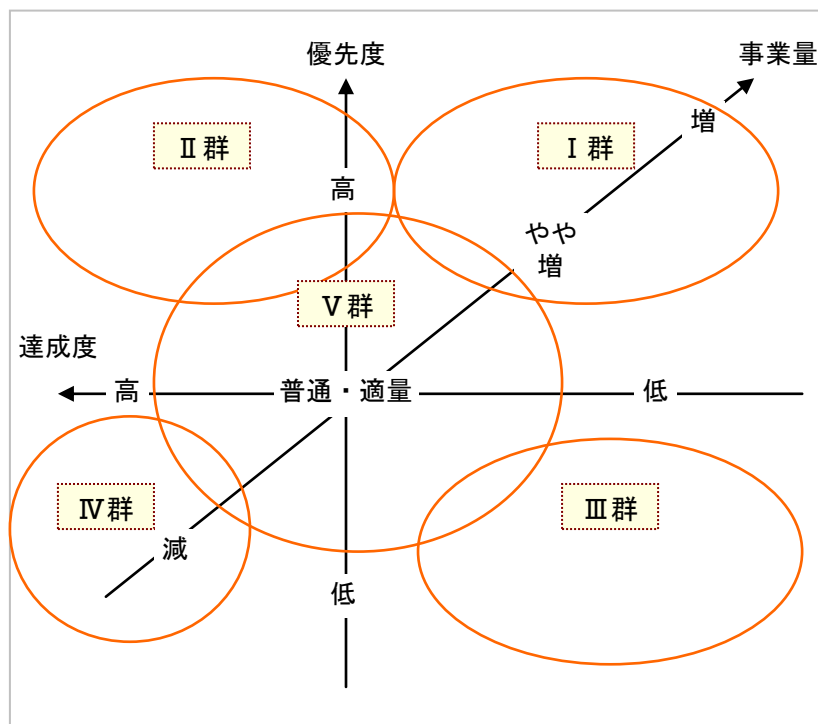 優先度
事業量
増
Ⅱ群
Ⅰ群
高
やや
増
Ⅴ群
達成度
高
普通・適量
低
Ⅳ群
Ⅲ群
減
低